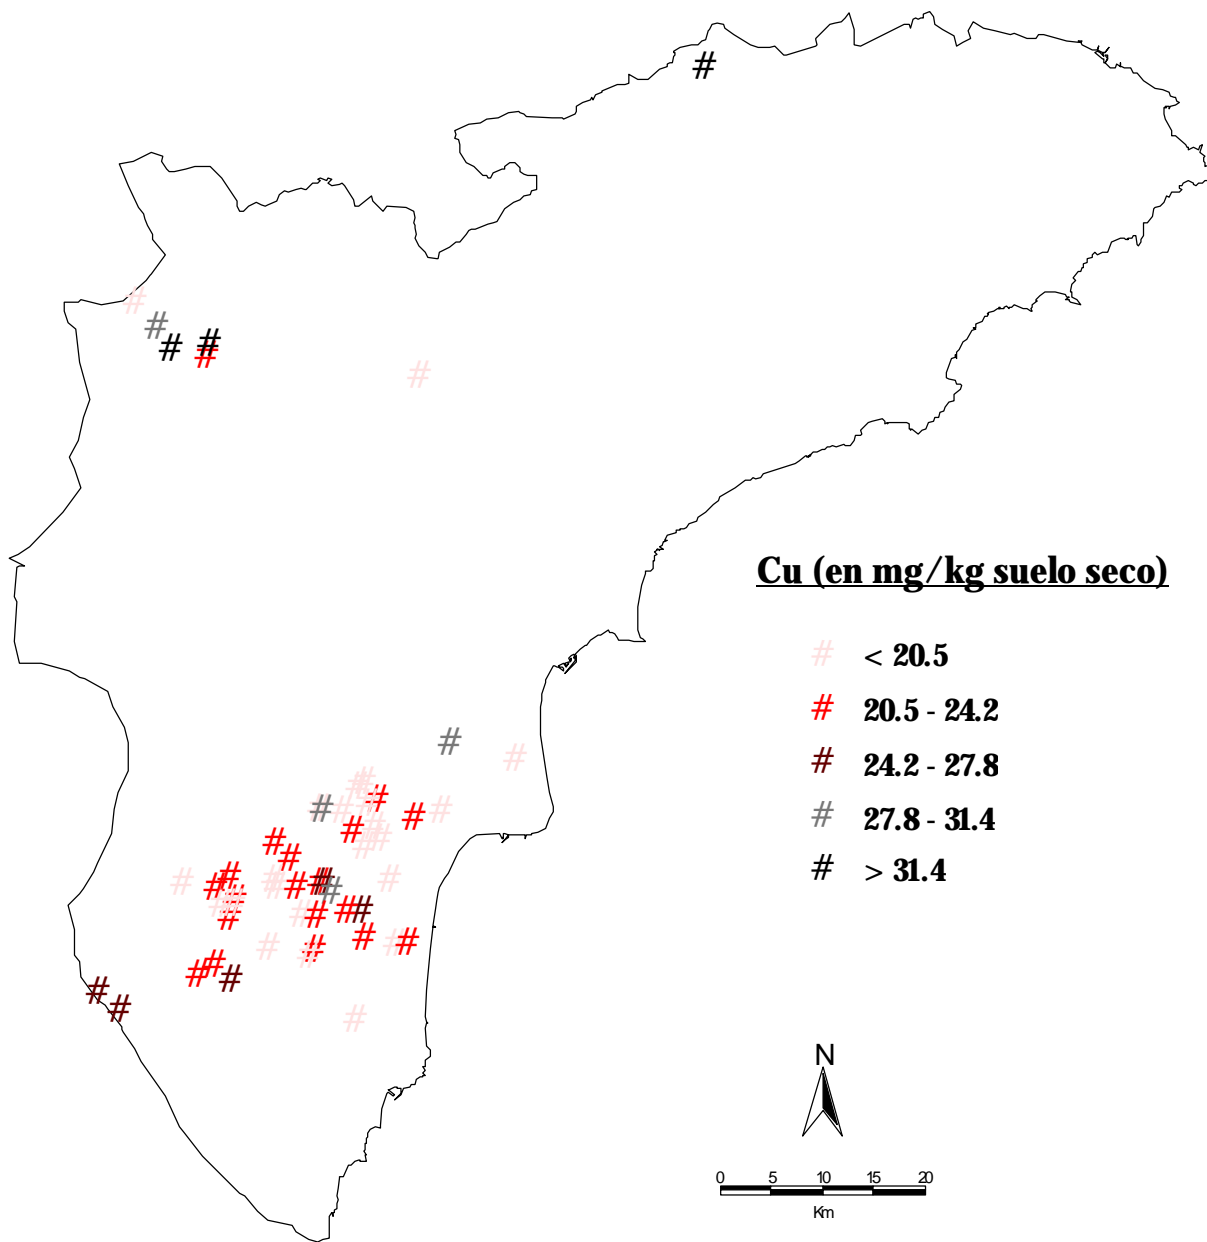 Cu (en mg/kg suelo seco)
# < 20.5
# 20.5 - 24.2
# 24.2 - 27.8
# 27.8 - 31.4
# > 31.4
N
0 5 10 15 20
Km